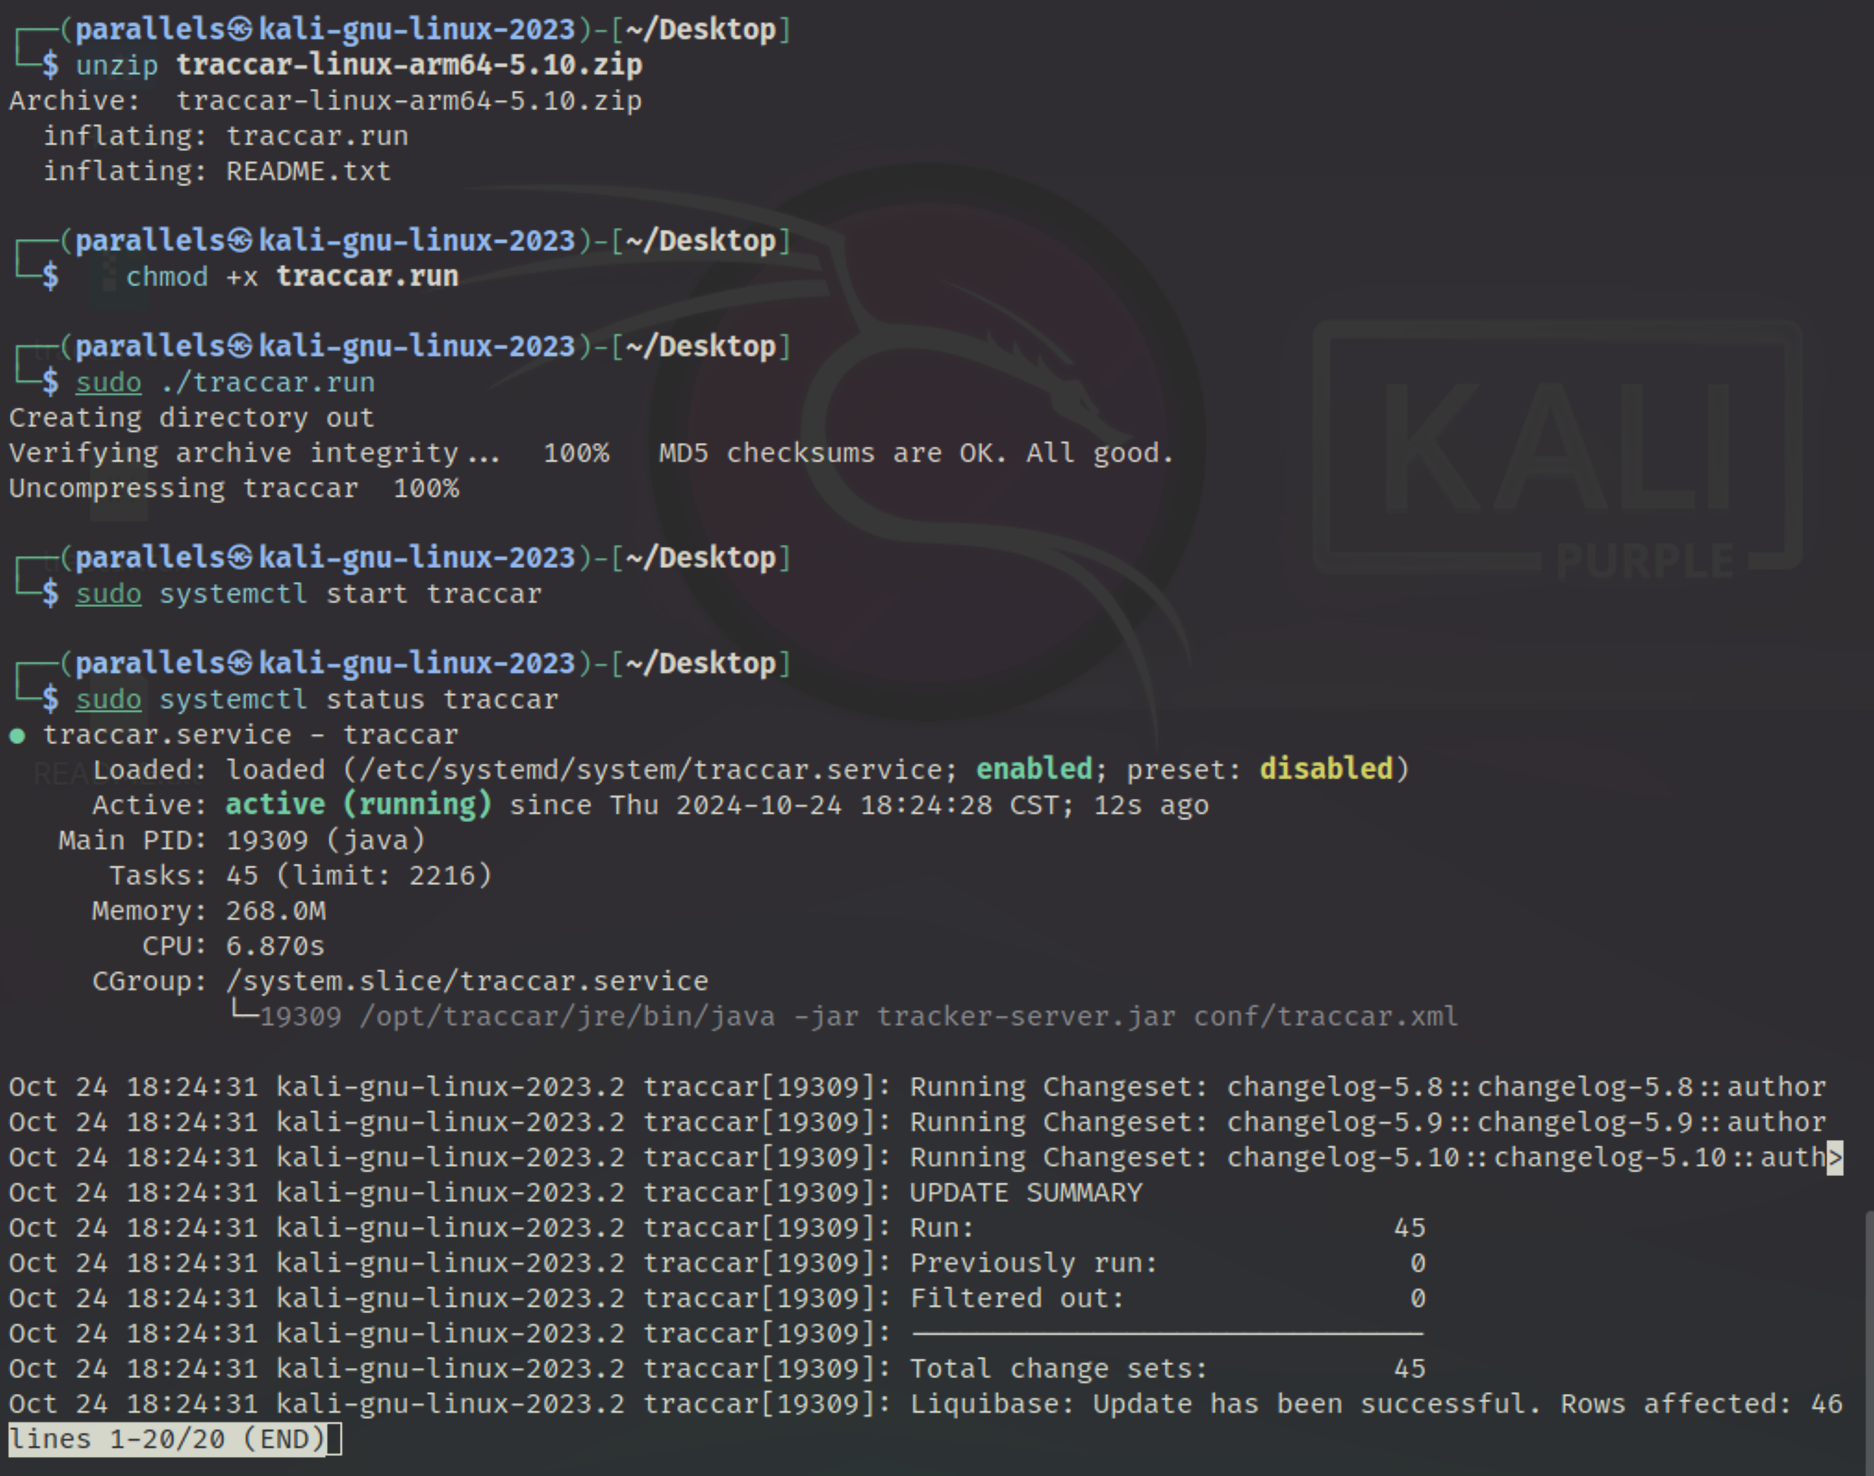 ┌──(parallels㉿kali-gnu-linux-2023)-[~/Desktop]
└─$ unzip traccar-linux-arm64-5.10.zip
Archive:  traccar-linux-arm64-5.10.zip
  inflating: traccar.run
  inflating: README.txt
┌──(parallels㉿kali-gnu-linux-2023)-[~/Desktop]
└─$    chmod +x traccar.run
┌──(parallels㉿kali-gnu-linux-2023)-[~/Desktop]
└─$ sudo ./traccar.run
Creating directory out
Verifying archive integrity...  100%   MD5 checksums are OK. All good.
Uncompressing traccar  100%
┌──(parallels㉿kali-gnu-linux-2023)-[~/Desktop]
└─$ sudo systemctl start traccar
┌──(parallels㉿kali-gnu-linux-2023)-[~/Desktop]
└─$ sudo systemctl status traccar
● traccar.service - traccar
     Loaded: loaded (/etc/systemd/system/traccar.service; enabled; preset: disabled)
     Active: active (running) since Thu 2024-10-24 18:24:28 CST; 12s ago
   Main PID: 19309 (java)
      Tasks: 45 (limit: 2216)
     Memory: 268.0M
        CPU: 6.870s
     CGroup: /system.slice/traccar.service
             └─19309 /opt/traccar/jre/bin/java -jar tracker-server.jar conf/traccar.xml
Oct 24 18:24:31 kali-gnu-linux-2023.2 traccar[19309]: Running Changeset: changelog-5.8::changelog-5.8::author
Oct 24 18:24:31 kali-gnu-linux-2023.2 traccar[19309]: Running Changeset: changelog-5.9::changelog-5.9::author
Oct 24 18:24:31 kali-gnu-linux-2023.2 traccar[19309]: Running Changeset: changelog-5.10::changelog-5.10::auth>
Oct 24 18:24:31 kali-gnu-linux-2023.2 traccar[19309]: UPDATE SUMMARY
Oct 24 18:24:31 kali-gnu-linux-2023.2 traccar[19309]: Run:                         45
Oct 24 18:24:31 kali-gnu-linux-2023.2 traccar[19309]: Previously run:               0
Oct 24 18:24:31 kali-gnu-linux-2023.2 traccar[19309]: Filtered out:                 0
Oct 24 18:24:31 kali-gnu-linux-2023.2 traccar[19309]: -------------------------------
Oct 24 18:24:31 kali-gnu-linux-2023.2 traccar[19309]: Total change sets:           45
Oct 24 18:24:31 kali-gnu-linux-2023.2 traccar[19309]: Liquibase: Update has been successful. Rows affected: 46
lines 1-20/20 (END)
KALI
PURPLE